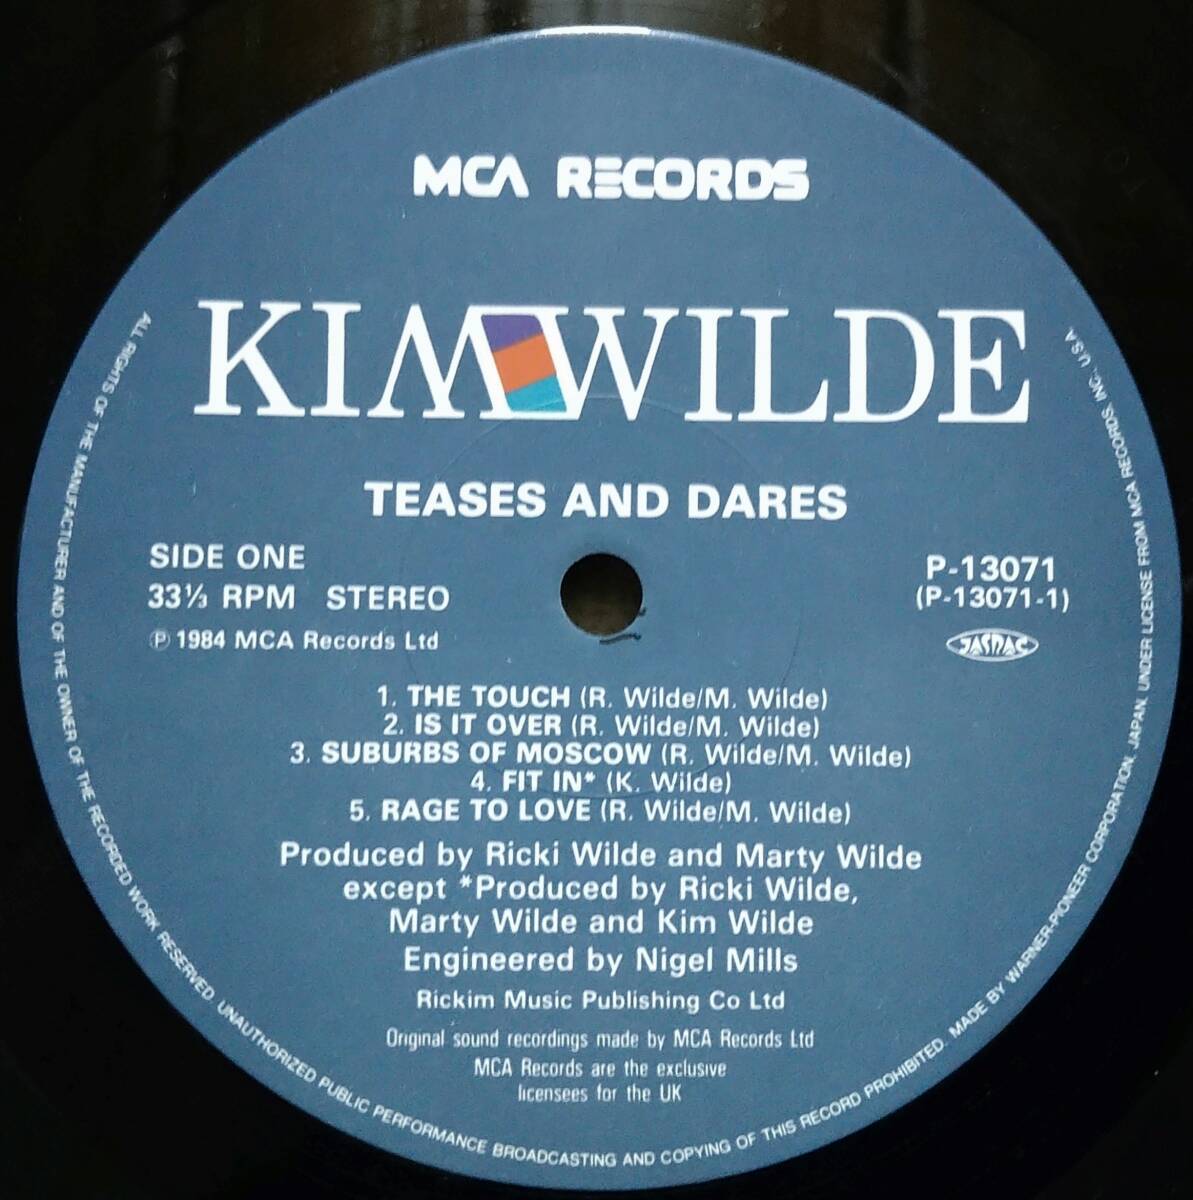 MCA RECORDS
KIM WILDE
TEASES AND DARES
SIDE ONE
33⅓ RPM STEREO
Ⓟ 1984 MCA Records Ltd
P-13071
(P-13071-1)
JASRAC
1. THE TOUCH (R. Wilde/M. Wilde)
2. IS IT OVER (R. Wilde/M. Wilde)
3. SUBURBS OF MOSCOW (R. Wilde/M. Wilde)
4. FIT IN* (K. Wilde)
5. RAGE TO LOVE (R. Wilde/M. Wilde)
Produced by Ricki Wilde and Marty Wilde
except *Produced by Ricki Wilde,
Marty Wilde and Kim Wilde
Engineered by Nigel Mills
Rickim Music Publishing Co Ltd
Original sound recordings made by MCA Records Ltd
MCA Records are the exclusive
licensees for the UK
ALL RIGHTS OF THE MANUFACTURER AND OF THE OWNER OF THE RECORDED WORK RESERVED. UNAUTHORIZED PUBLIC PERFORMANCE BROADCASTING AND COPYING OF THIS RECORD PROHIBITED. MADE BY WARNER-PIONEER CORPORATION, JAPAN, UNDER LICENSE FROM MCA RECORDS, INC., U.S.A.